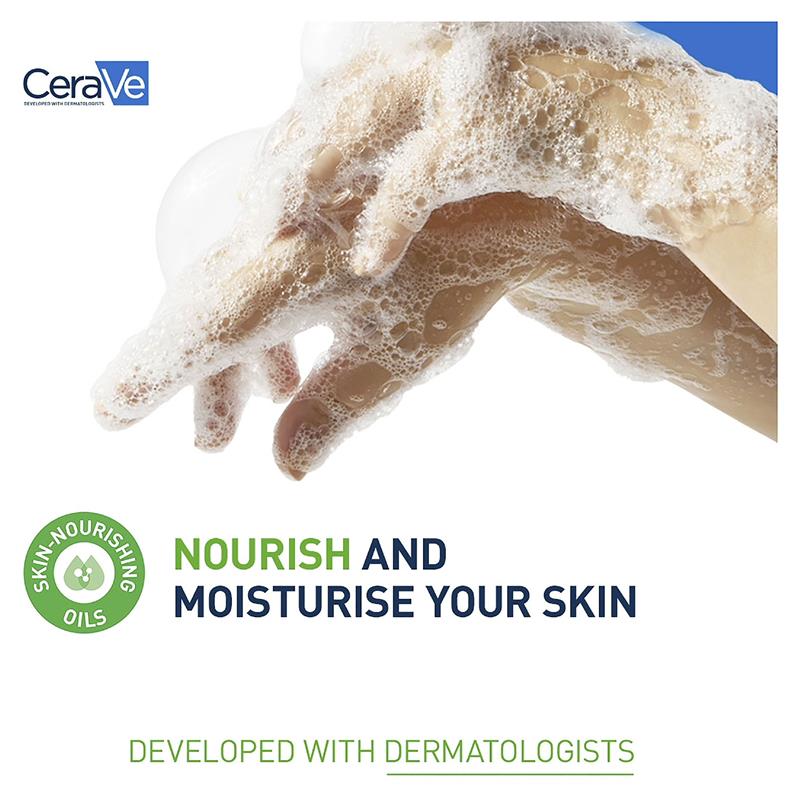 CeraVe
DEVELOPED WITH DERMATOLOGISTS
SKIN-NOURISHING
OILS
NOURISH AND
MOISTURISE YOUR SKIN
DEVELOPED WITH DERMATOLOGISTS